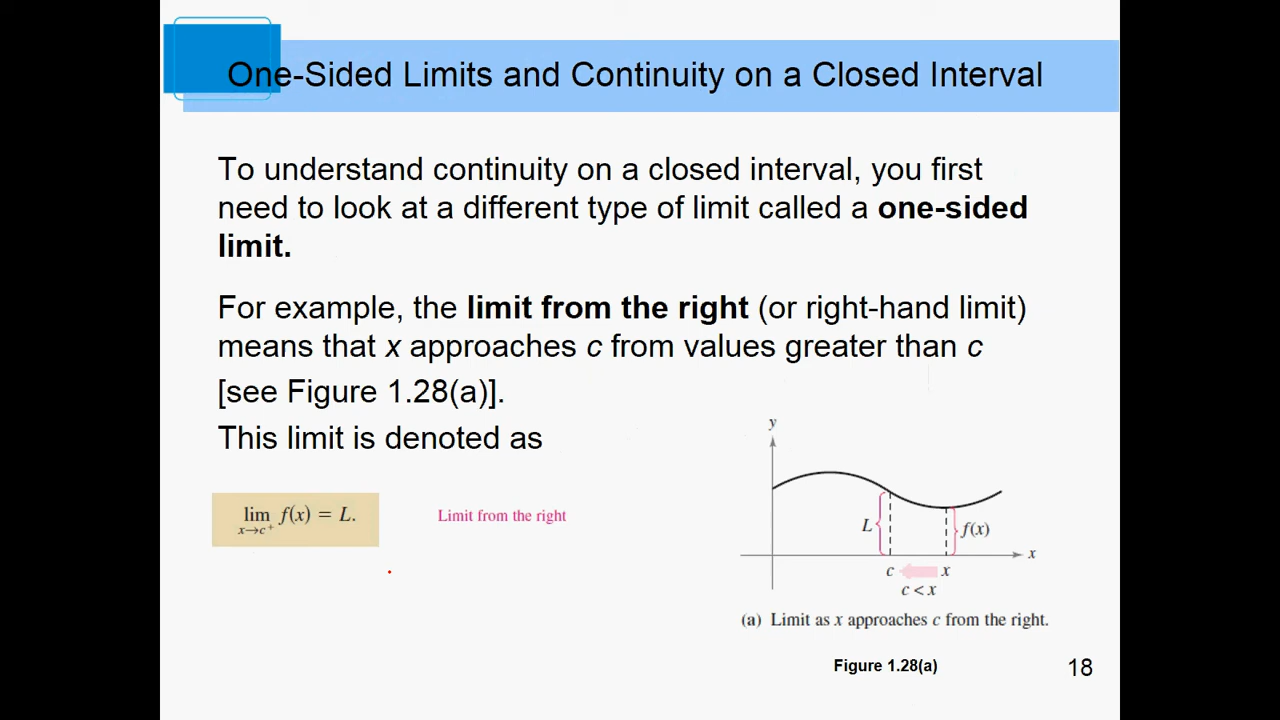 One-Sided Limits and Continuity on a Closed Interval
To understand continuity on a closed interval, you first
need to look at a different type of limit called a one-sided
limit.
For example, the limit from the right (or right-hand limit)
means that x approaches c from values greater than c
[see Figure 1.28(a)].
This limit is denoted as
lim f(x) = L.
x→c⁺
Limit from the right
y
L
f(x)
x
c x
c < x
(a) Limit as x approaches c from the right.
Figure 1.28(a)
18